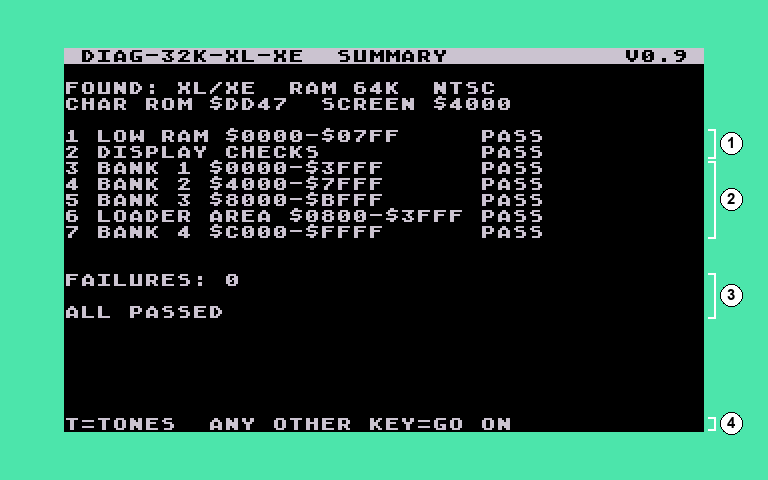 DIAG-32K-XL-XE SUMMARY V0.9
FOUND: XL/XE RAM 64K NTSC
CHAR ROM $DD47 SCREEN $4000
1 LOW RAM $0000-$07FF PASS
2 DISPLAY CHECKS PASS
3 BANK 1 $0000-$3FFF PASS
4 BANK 2 $4000-$7FFF PASS
5 BANK 3 $8000-$BFFF PASS
6 LOADER AREA $0800-$3FFF PASS
7 BANK 4 $C000-$FFFF PASS
FAILURES: 0
ALL PASSED
T=TONES ANY OTHER KEY=GO ON
1
2
3
4